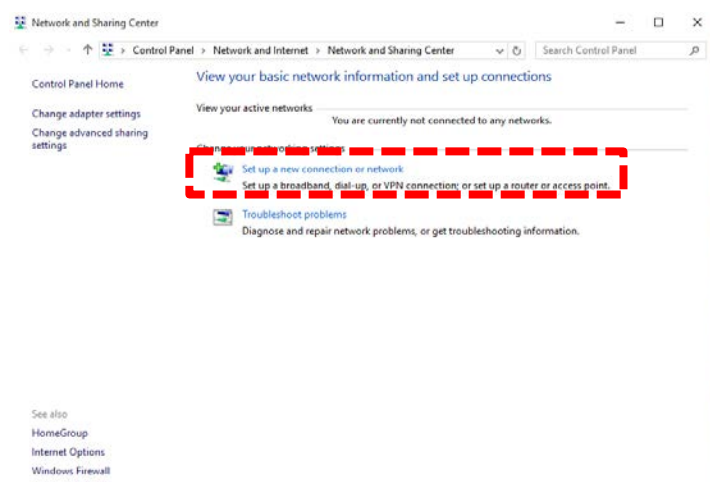 Network and Sharing Center
Control Panel > Network and Internet > Network and Sharing Center
Search Control Panel
Control Panel Home
Change adapter settings
Change advanced sharing
settings
View your basic network information and set up connections
View your active networks
You are currently not connected to any networks.
Change your networking settings
Set up a new connection or network
Set up a broadband, dial-up, or VPN connection; or set up a router or access point.
Troubleshoot problems
Diagnose and repair network problems, or get troubleshooting information.
See also
HomeGroup
Internet Options
Windows Firewall